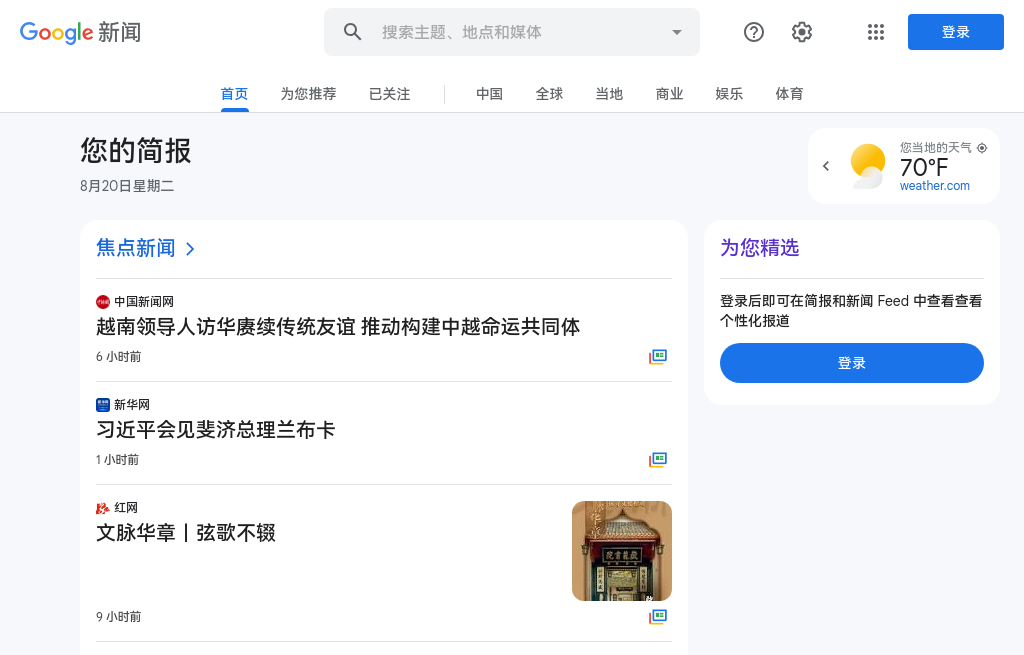 Google 新闻
搜索主题、地点和媒体
登录
首页
为您推荐
已关注
中国
全球
当地
商业
娱乐
体育
您的简报
8月20日星期二
您当地的天气
70°F
weather.com
焦点新闻
中国新闻网
越南领导人访华赓续传统友谊 推动构建中越命运共同体
6 小时前
新华网
习近平会见斐济总理兰布卡
1 小时前
红网
文脉华章丨弦歌不辍
9 小时前
为您精选
登录后即可在简报和新闻 Feed 中查看查看
个性化报道
登录